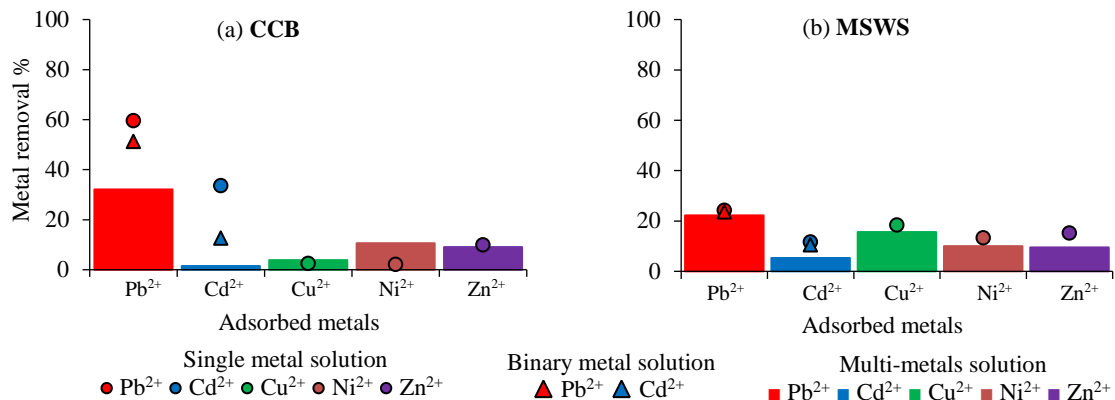 (a) CCB
Metal removal %
100
80
60
40
20
0
Pb²⁺ Cd²⁺ Cu²⁺ Ni²⁺ Zn²⁺
Adsorbed metals
(b) MSWS
100
80
60
40
20
0
Pb²⁺ Cd²⁺ Cu²⁺ Ni²⁺ Zn²⁺
Adsorbed metals
Single metal solution
Pb²⁺ Cd²⁺ Cu²⁺ Ni²⁺ Zn²⁺
Binary metal solution
Pb²⁺ Cd²⁺
Multi-metals solution
Pb²⁺ Cd²⁺ Cu²⁺ Ni²⁺ Zn²⁺